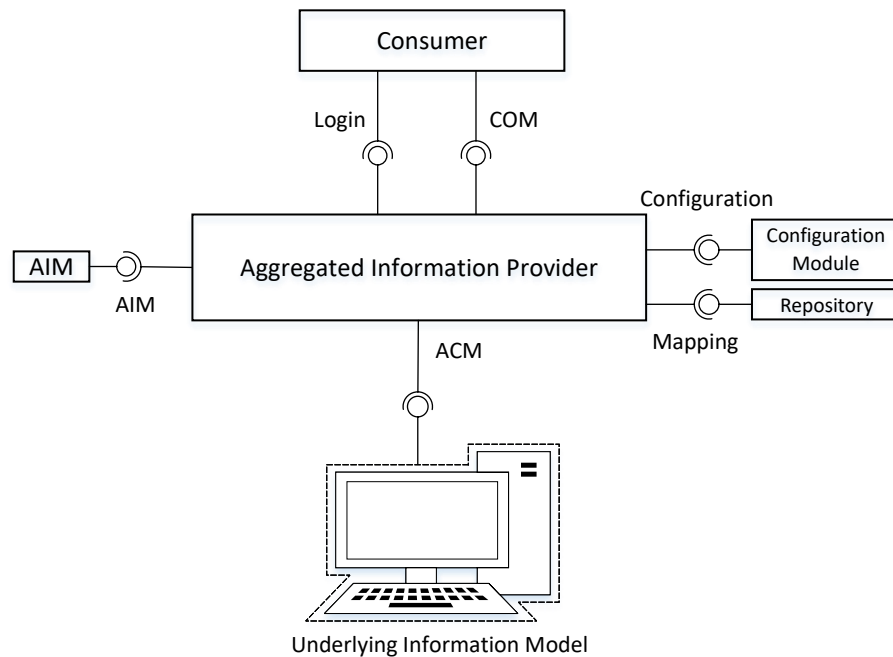 Consumer
Login
COM
Configuration
Configuration
Module
AIM
Aggregated Information Provider
AIM
Repository
Mapping
ACM
Underlying Information Model